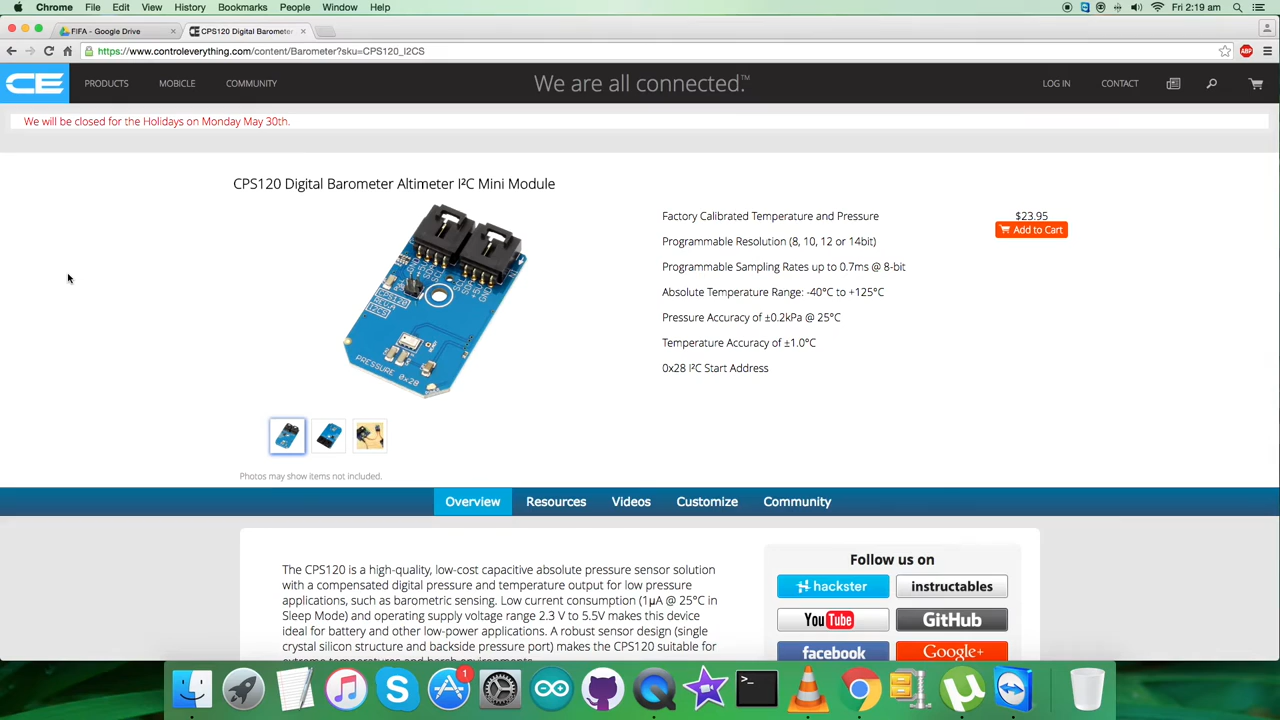 Chrome File Edit View History Bookmarks People Window Help Fri 2:19 am
FIFA - Google Drive CPS120 Digital Barometer
https://www.controleverything.com/content/Barometer?sku=CPS120_I2CS
CE PRODUCTS MOBICLE COMMUNITY We are all connected.™ LOG IN CONTACT
We will be closed for the Holidays on Monday May 30th.
CPS120 Digital Barometer Altimeter I²C Mini Module
Factory Calibrated Temperature and Pressure
$23.95
Add to Cart
Programmable Resolution (8, 10, 12 or 14bit)
Programmable Sampling Rates up to 0.7ms @ 8-bit
Absolute Temperature Range: -40°C to +125°C
Pressure Accuracy of ±0.2kPa @ 25°C
Temperature Accuracy of ±1.0°C
0x28 I²C Start Address
CPS120
REV.A
I2CS
PRESSURE 0x28
Photos may show items not included.
Overview Resources Videos Customize Community
The CPS120 is a high-quality, low-cost capacitive absolute pressure sensor solution
with a compensated digital pressure and temperature output for low pressure
applications, such as barometric sensing. Low current consumption (1µA @ 25°C in
Sleep Mode) and operating supply voltage range 2.3 V to 5.5V makes this device
ideal for battery and other low-power applications. A robust sensor design (single
crystal silicon structure and backside pressure port) makes the CPS120 suitable for
Follow us on
hackster instructables
YouTube GitHub
facebook Google+
1